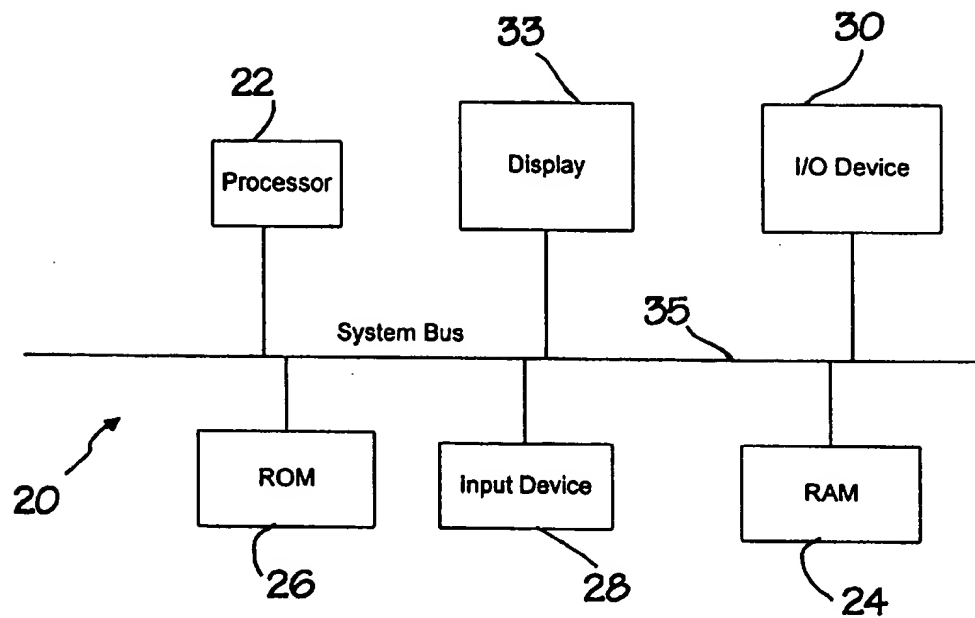 33
30
22
Processor
Display
I/O Device
System Bus
35
20
ROM
Input Device
RAM
26
28
24